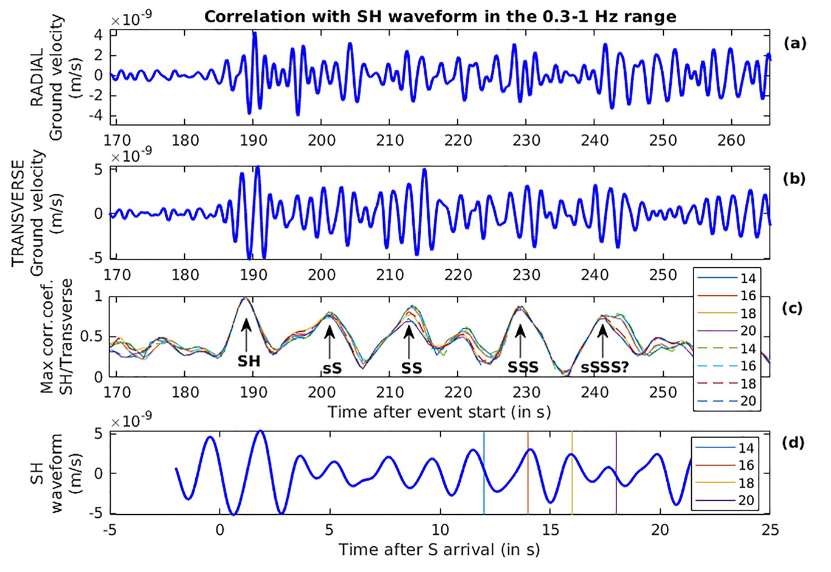 Correlation with SH waveform in the 0.3-1 Hz range
×10⁻⁹
(a)
RADIAL
Ground velocity
(m/s)
4
2
0
-2
-4
170 180 190 200 210 220 230 240 250 260
×10⁻⁹
(b)
TRANSVERSE
Ground velocity
(m/s)
5
0
-5
170 180 190 200 210 220 230 240 250
(c)
Max corr. coef.
SH/Transverse
1
0.5
0
SH
sS
SS
SSS
sSSS?
14
16
18
20
14
16
18
20
170 180 190 200 210 220 230 240 250
Time after event start (in s)
×10⁻⁹
(d)
SH
waveform
(m/s)
5
0
-5
14
16
18
20
-5 0 5 10 15 20 25
Time after S arrival (in s)